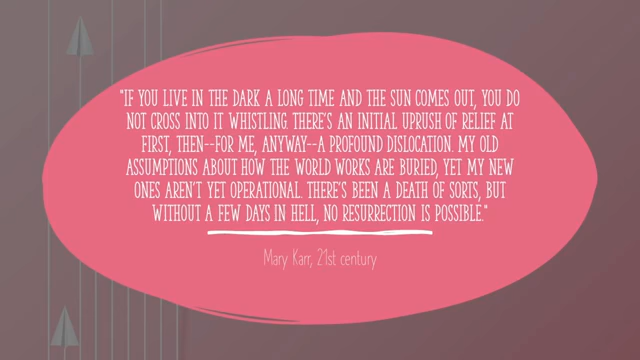 "IF YOU LIVE IN THE DARK A LONG TIME AND THE SUN COMES OUT, YOU DO
NOT CROSS INTO IT WHISTLING. THERE'S AN INITIAL UPRUSH OF RELIEF AT
FIRST, THEN--FOR ME, ANYWAY--A PROFOUND DISLOCATION. MY OLD
ASSUMPTIONS ABOUT HOW THE WORLD WORKS ARE BURIED, YET MY NEW
ONES AREN'T YET OPERATIONAL. THERE'S BEEN A DEATH OF SORTS, BUT
WITHOUT A FEW DAYS IN HELL, NO RESURRECTION IS POSSIBLE."
Mary Karr, 21st century